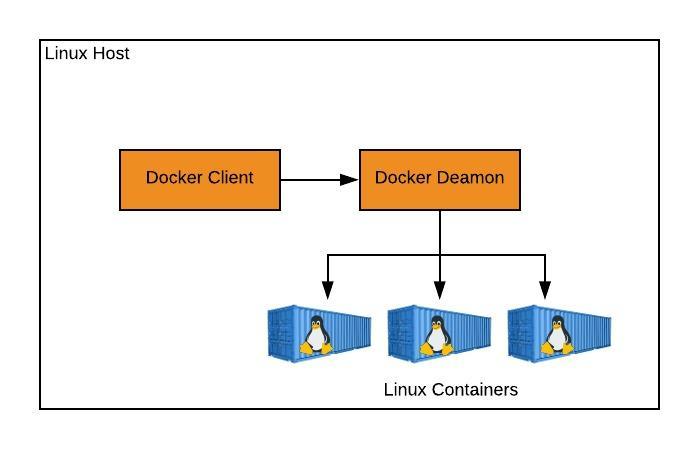 Linux Host
Docker Client
Docker Deamon
Linux Containers